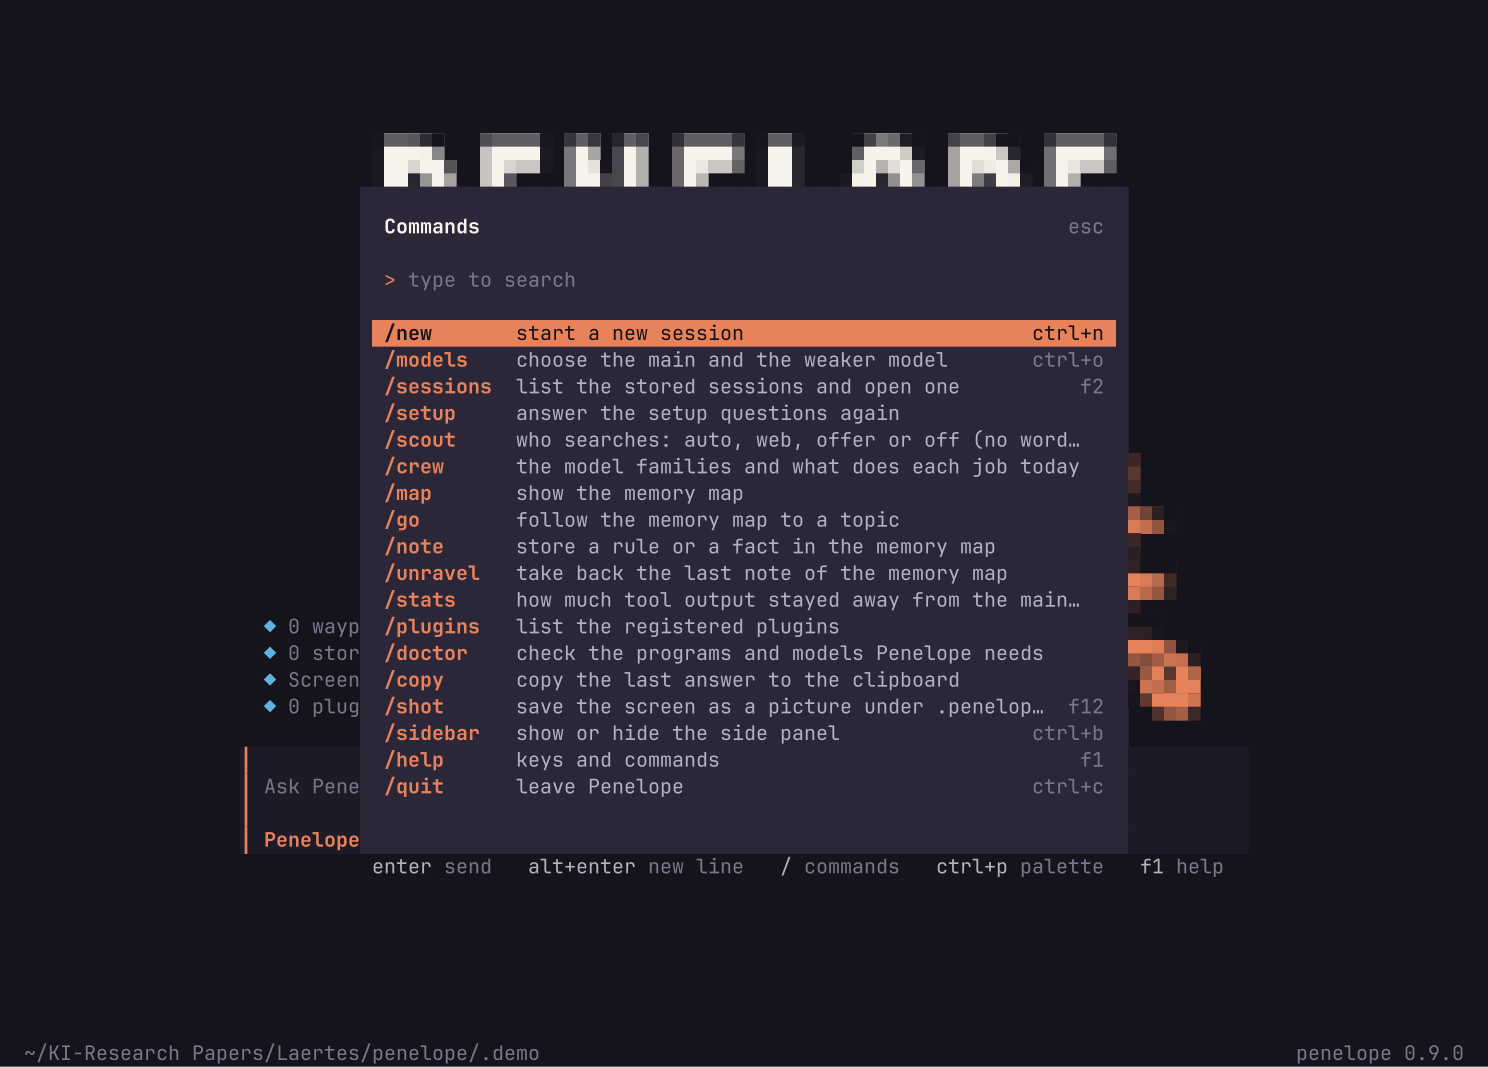 PENELOPE
Commands esc
> type to search
/new start a new session ctrl+n
/models choose the main and the weaker model ctrl+o
/sessions list the stored sessions and open one f2
/setup answer the setup questions again
/scout who searches: auto, web, offer or off (no word…
/crew the model families and what does each job today
/map show the memory map
/go follow the memory map to a topic
/note store a rule or a fact in the memory map
/unravel take back the last note of the memory map
/stats how much tool output stayed away from the main…
/plugins list the registered plugins
/doctor check the programs and models Penelope needs
/copy copy the last answer to the clipboard
/shot save the screen as a picture under .penelop… f12
/sidebar show or hide the side panel ctrl+b
/help keys and commands f1
/quit leave Penelope ctrl+c
◆ 0 wayp
◆ 0 stor
◆ Screen
◆ 0 plug
Ask Pene
Penelope
enter send alt+enter new line / commands ctrl+p palette f1 help
~/KI-Research Papers/Laertes/penelope/.demo penelope 0.9.0